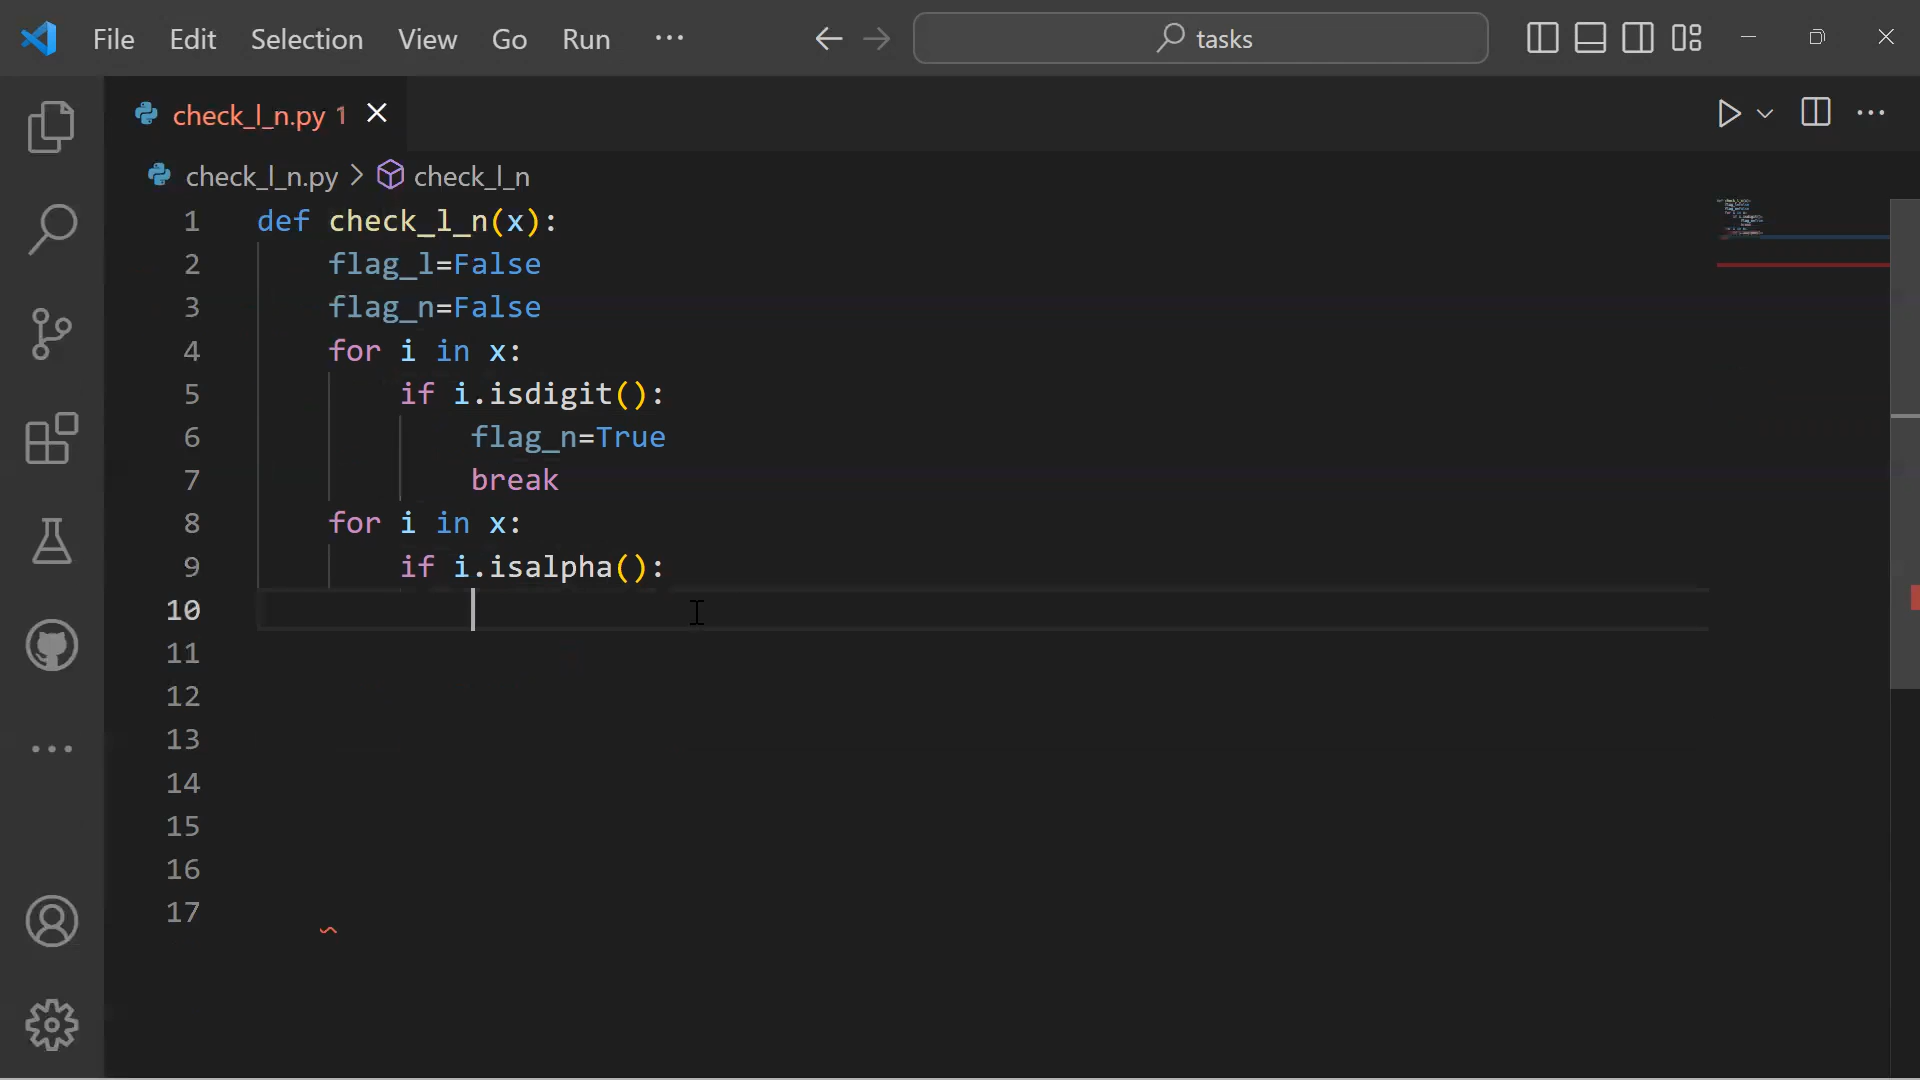 File Edit Selection View Go Run ··· tasks
check_l_n.py 1
check_l_n.py > check_l_n
1 def check_l_n(x):
2     flag_l=False
3     flag_n=False
4     for i in x:
5         if i.isdigit():
6             flag_n=True
7             break
8     for i in x:
9         if i.isalpha():
10
11
12
13
14
15
16
17